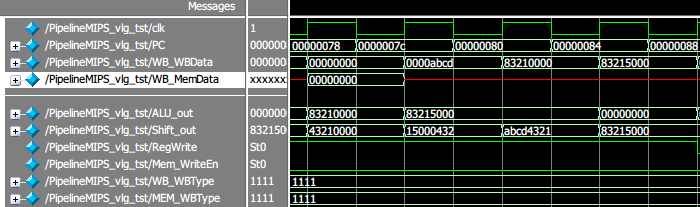 Messages
/PipelineMIPS_vlg_tst/clk 1
/PipelineMIPS_vlg_tst/PC 000000 00000078 0000007c 00000080 00000084 00000088
/PipelineMIPS_vlg_tst/WB_WBData 000000 00000000 0000abcd 83210000 83215000
/PipelineMIPS_vlg_tst/WB_MemData xxxxxx 00000000
/PipelineMIPS_vlg_tst/ALU_out 000000 83210000 83215000 00000000
/PipelineMIPS_vlg_tst/Shift_out 83215 43210000 15000432 abcd4321 83215000
/PipelineMIPS_vlg_tst/RegWrite St0
/PipelineMIPS_vlg_tst/Mem_WriteEn St0
/PipelineMIPS_vlg_tst/WB_WBType 1111 1111
/PipelineMIPS_vlg_tst/MEM_WBType 1111 1111